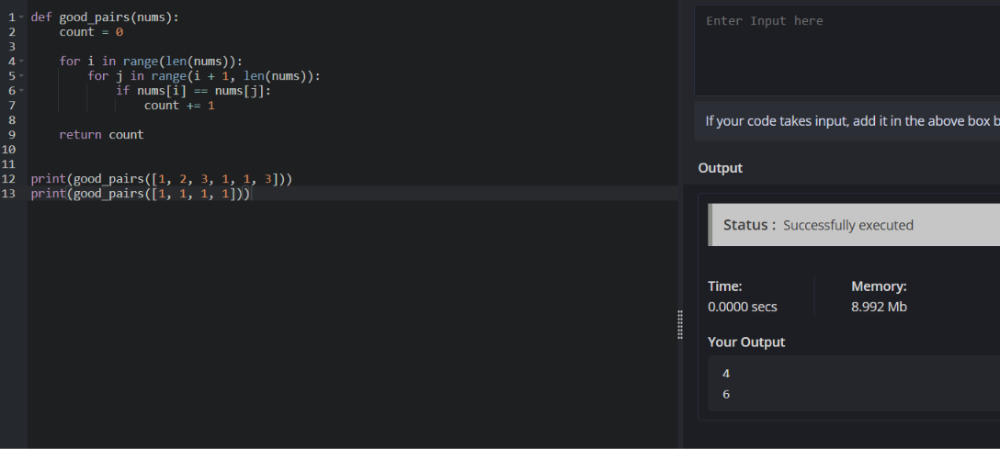 1 def good_pairs(nums):
2     count = 0
3
4     for i in range(len(nums)):
5         for j in range(i + 1, len(nums)):
6             if nums[i] == nums[j]:
7                 count += 1
8
9     return count
10
11
12 print(good_pairs([1, 2, 3, 1, 1, 3]))
13 print(good_pairs([1, 1, 1, 1]))
Enter Input here
If your code takes input, add it in the above box b
Output
Status : Successfully executed
Time: Memory:
0.0000 secs 8.992 Mb
Your Output
4
6